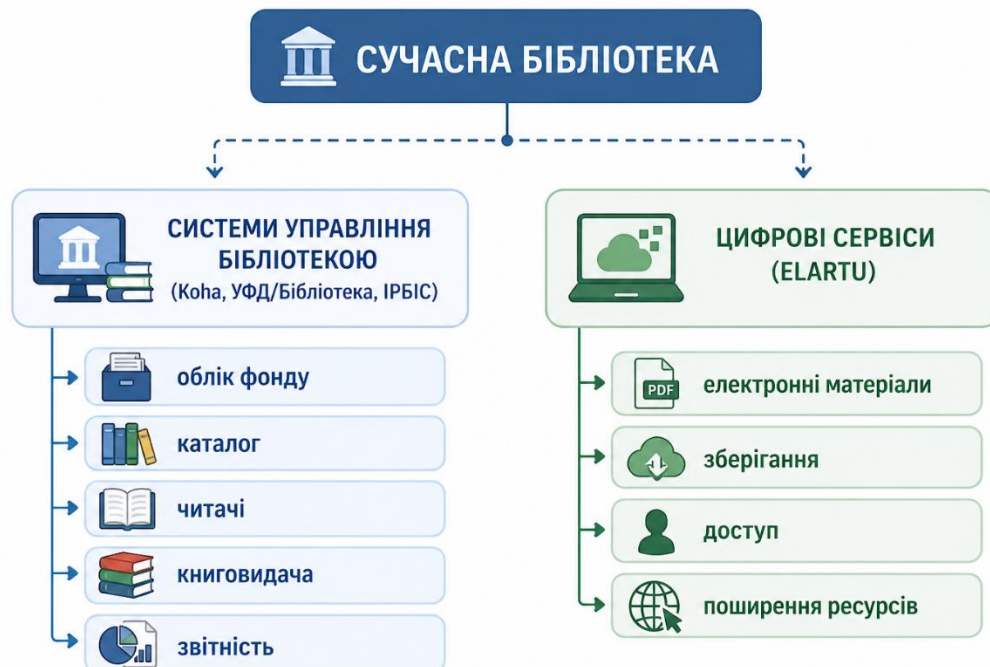 СУЧАСНА БІБЛІОТЕКА
СИСТЕМИ УПРАВЛІННЯ
БІБЛІОТЕКОЮ
(Koha, УФД/Бібліотека, ІРБІС)
облік фонду
каталог
читачі
книговидача
звітність
ЦИФРОВІ СЕРВІСИ
(ELARTU)
PDF
електронні матеріали
зберігання
доступ
поширення ресурсів